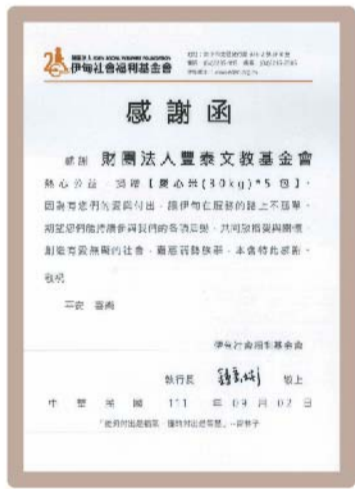 伊甸社會福利基金會
感謝函
感謝 財團法人豐泰文教基金會
熱心公益,捐贈【愛心米(30kg)*5 包】,
因為有您們的愛與付出,讓伊甸在服務的路上不孤單。
期望您們能持續參與我們的各項活動,共同致福與關懷,
創造有愛無礙的社會,嘉惠弱勢族群,本會特此感謝。
敬祝
平安 喜樂
伊甸社會福利基金會
執行長 敬上
中 華 民 國 111 年 09 月 02 日